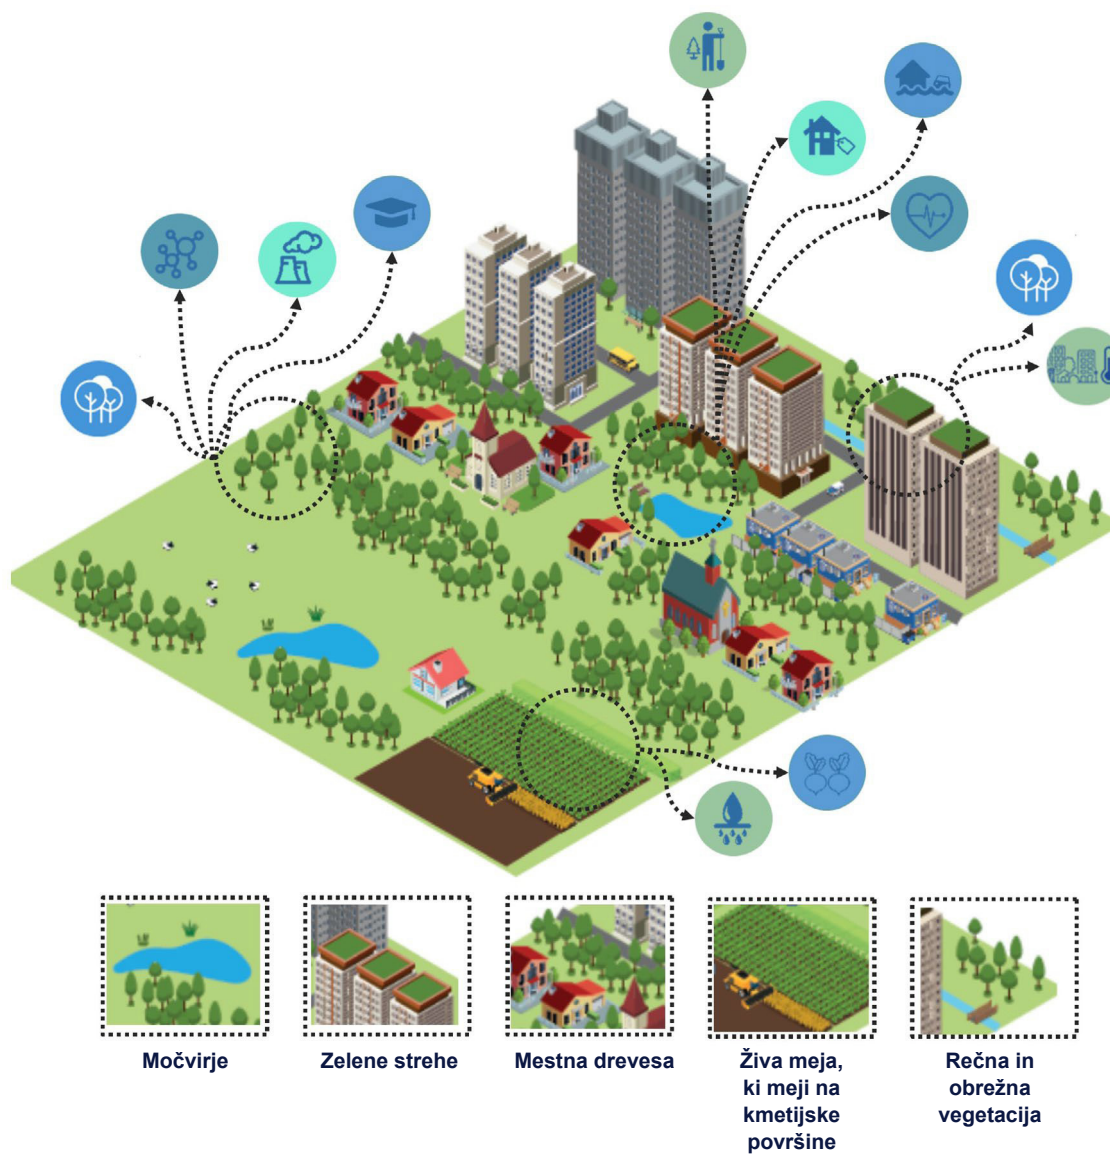 Močvirje
Zelene strehe
Mestna drevesa
Živa meja,
ki meji na
kmetijske
površine
Rečna in
obrežna
vegetacija